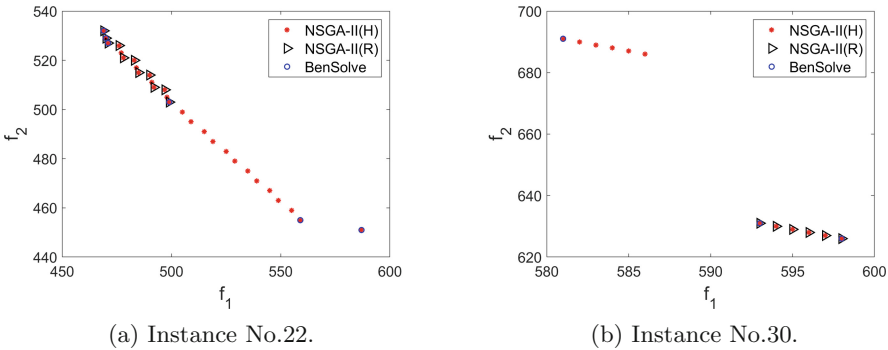 540
520
500
480
460
440
f2
450
500
550
600
f1
NSGA-II(H)
NSGA-II(R)
BenSolve
(a) Instance No.22.
700
680
660
640
620
f2
580
585
590
595
600
f1
NSGA-II(H)
NSGA-II(R)
BenSolve
(b) Instance No.30.